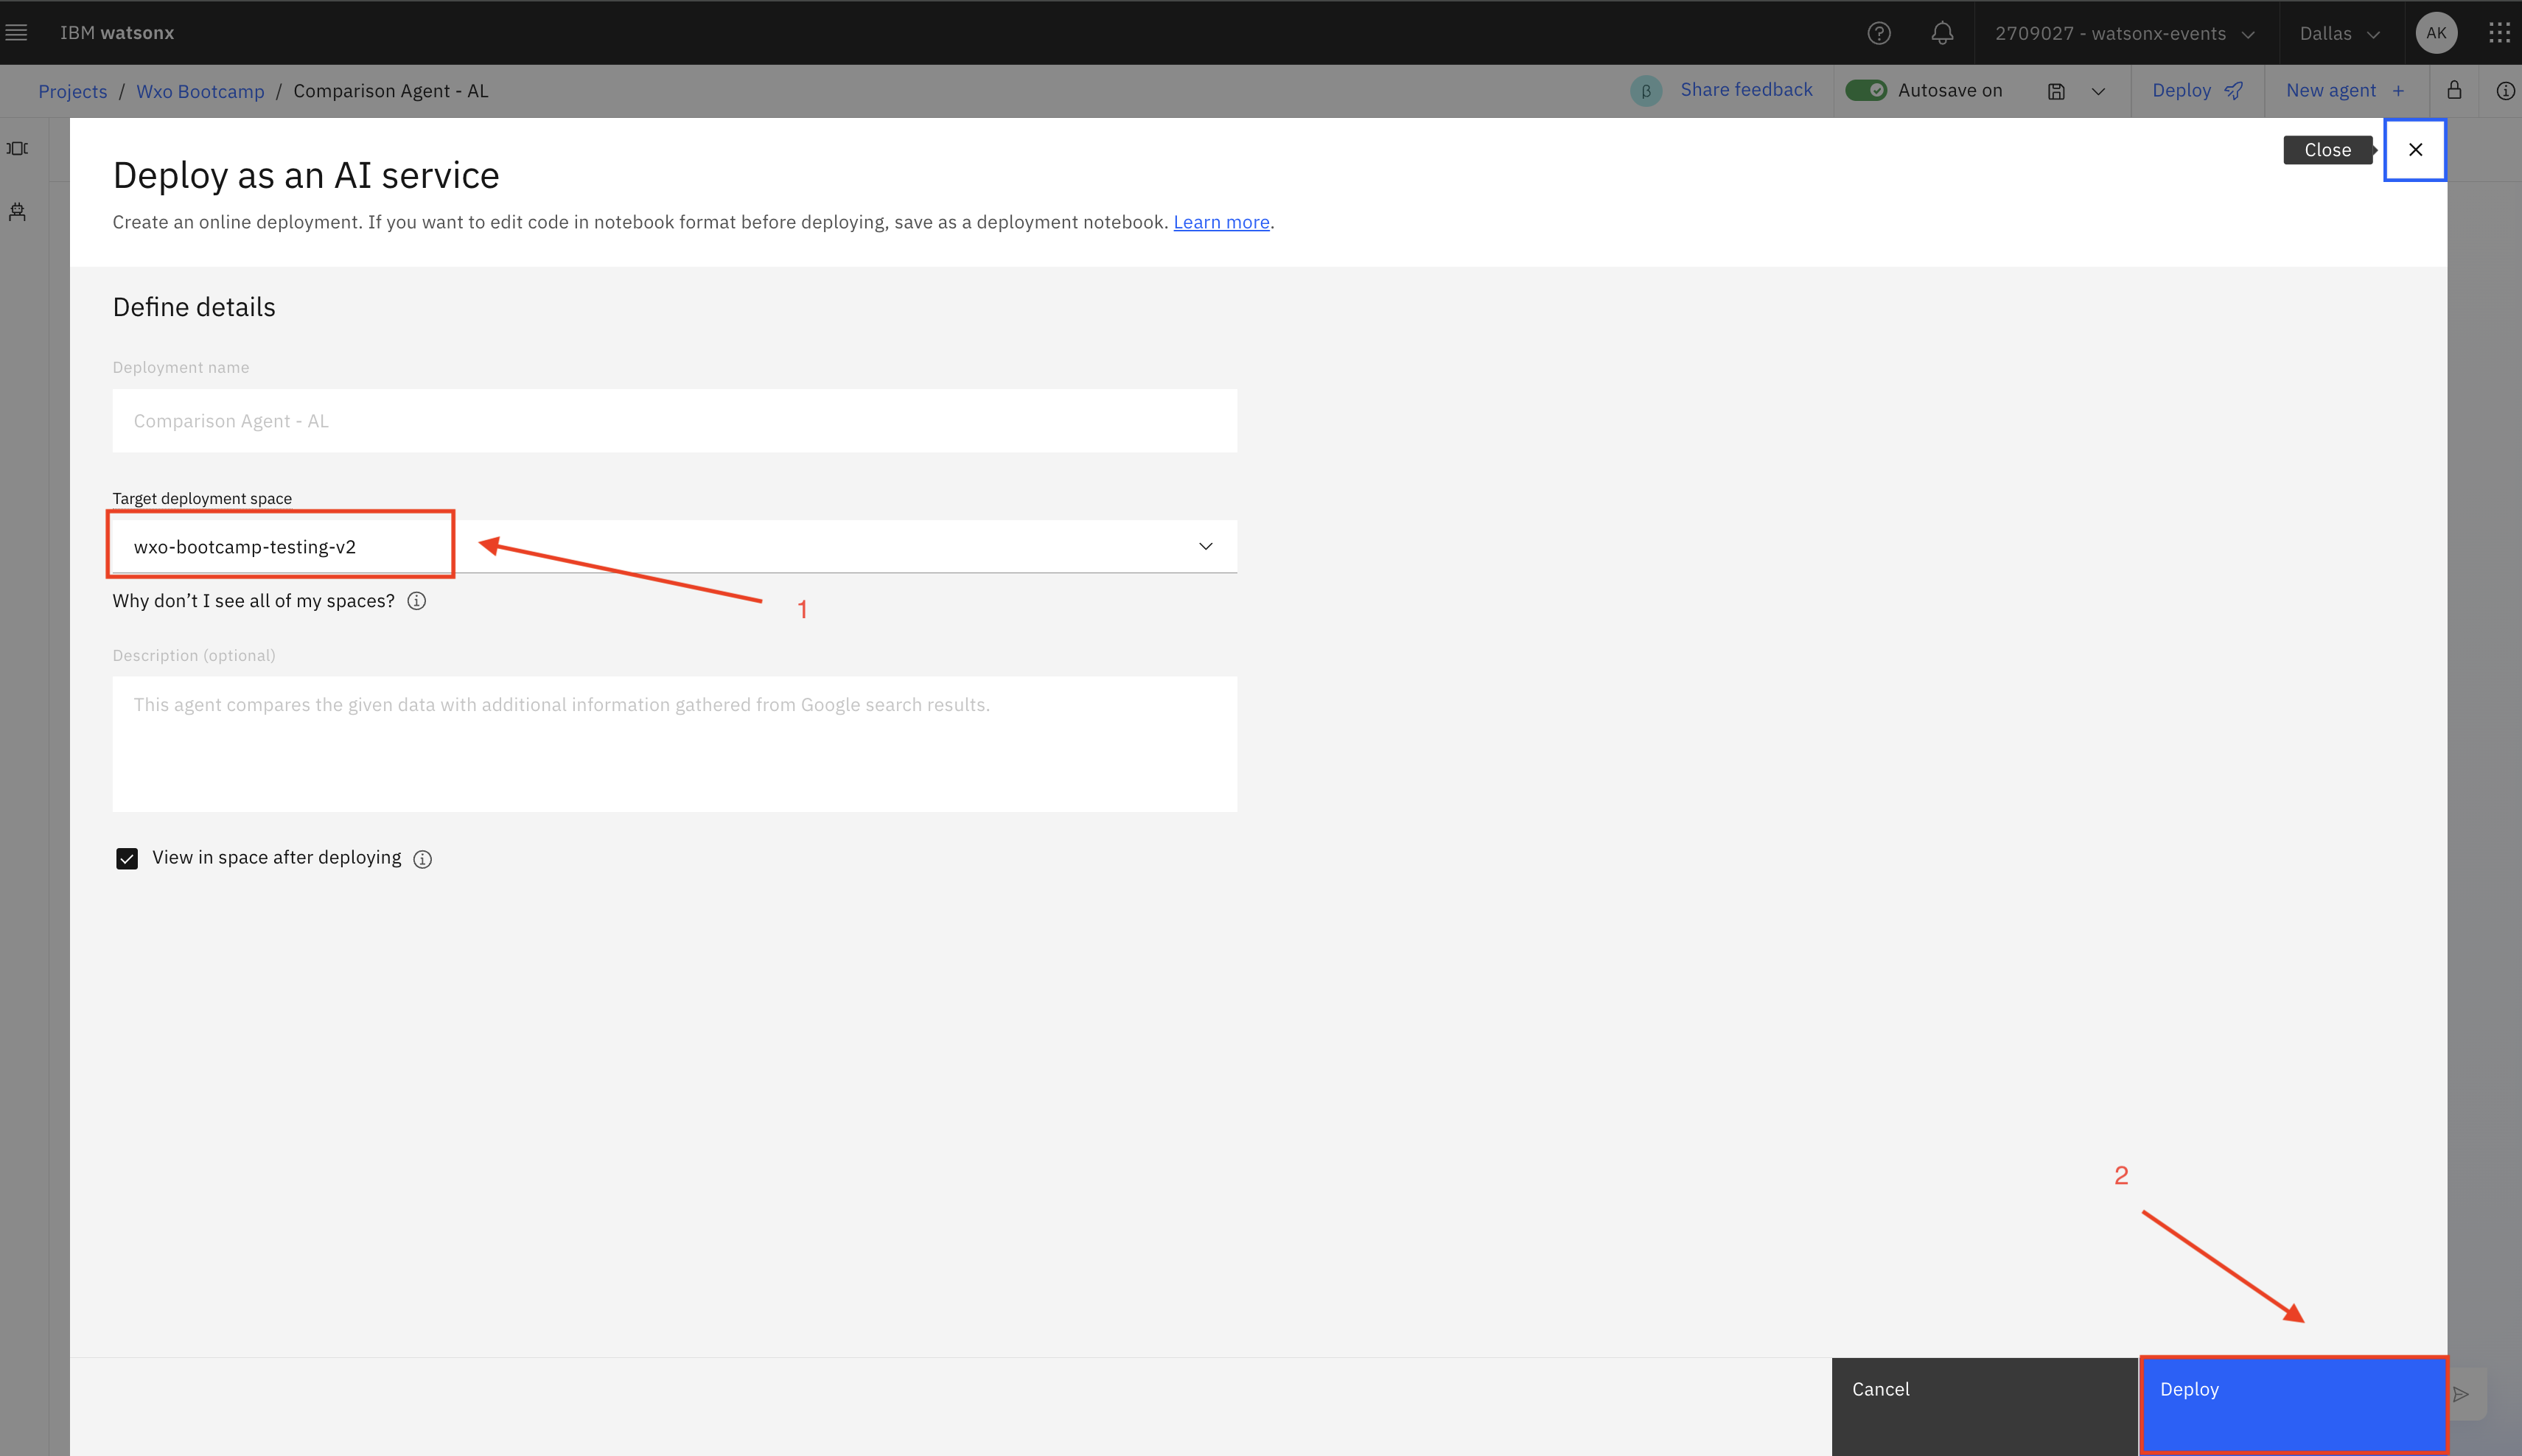 IBM watsonx
2709027 - watsonx-events
Dallas
AK
Projects / Wxo Bootcamp / Comparison Agent - AL
β Share feedback
Autosave on
Deploy
New agent +
Close
Deploy as an AI service
Create an online deployment. If you want to edit code in notebook format before deploying, save as a deployment notebook. Learn more.
Define details
Deployment name
Comparison Agent - AL
Target deployment space
wxo-bootcamp-testing-v2
1
Why don’t I see all of my spaces?
Description (optional)
This agent compares the given data with additional information gathered from Google search results.
View in space after deploying
2
Cancel
Deploy